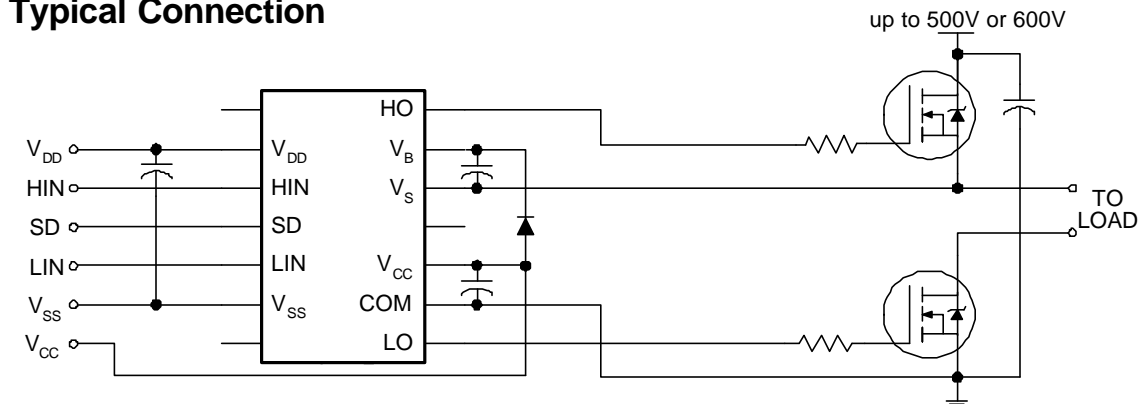 Typical Connection
up to 500V or 600V
HO
V_DD
V_DD
V_B
HIN
HIN
V_S
SD
SD
TO
LOAD
LIN
LIN
V_CC
V_SS
V_SS
COM
V_CC
LO